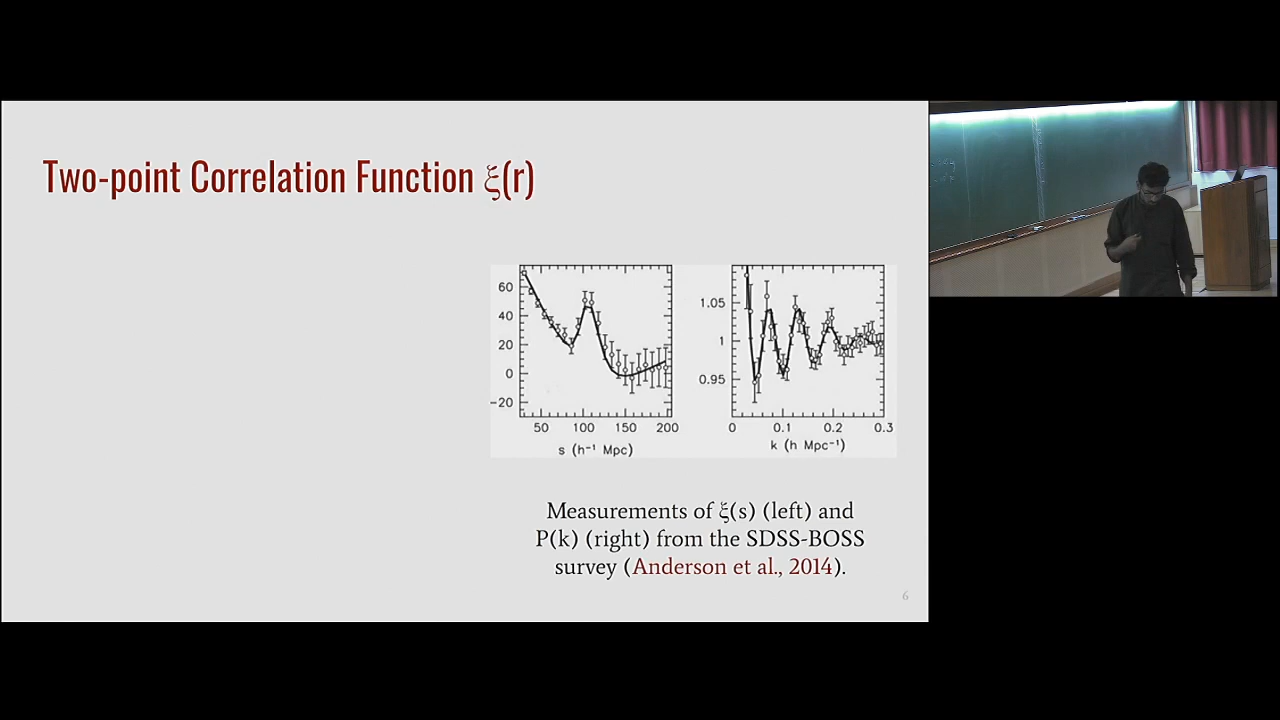 Two-point Correlation Function ξ(r)
60
40
20
0
−20
50 100 150 200
s (h⁻¹ Mpc)
1.05
1
0.95
0 0.1 0.2 0.3
k (h Mpc⁻¹)
Measurements of ξ(s) (left) and
P(k) (right) from the SDSS-BOSS
survey (Anderson et al., 2014).
6